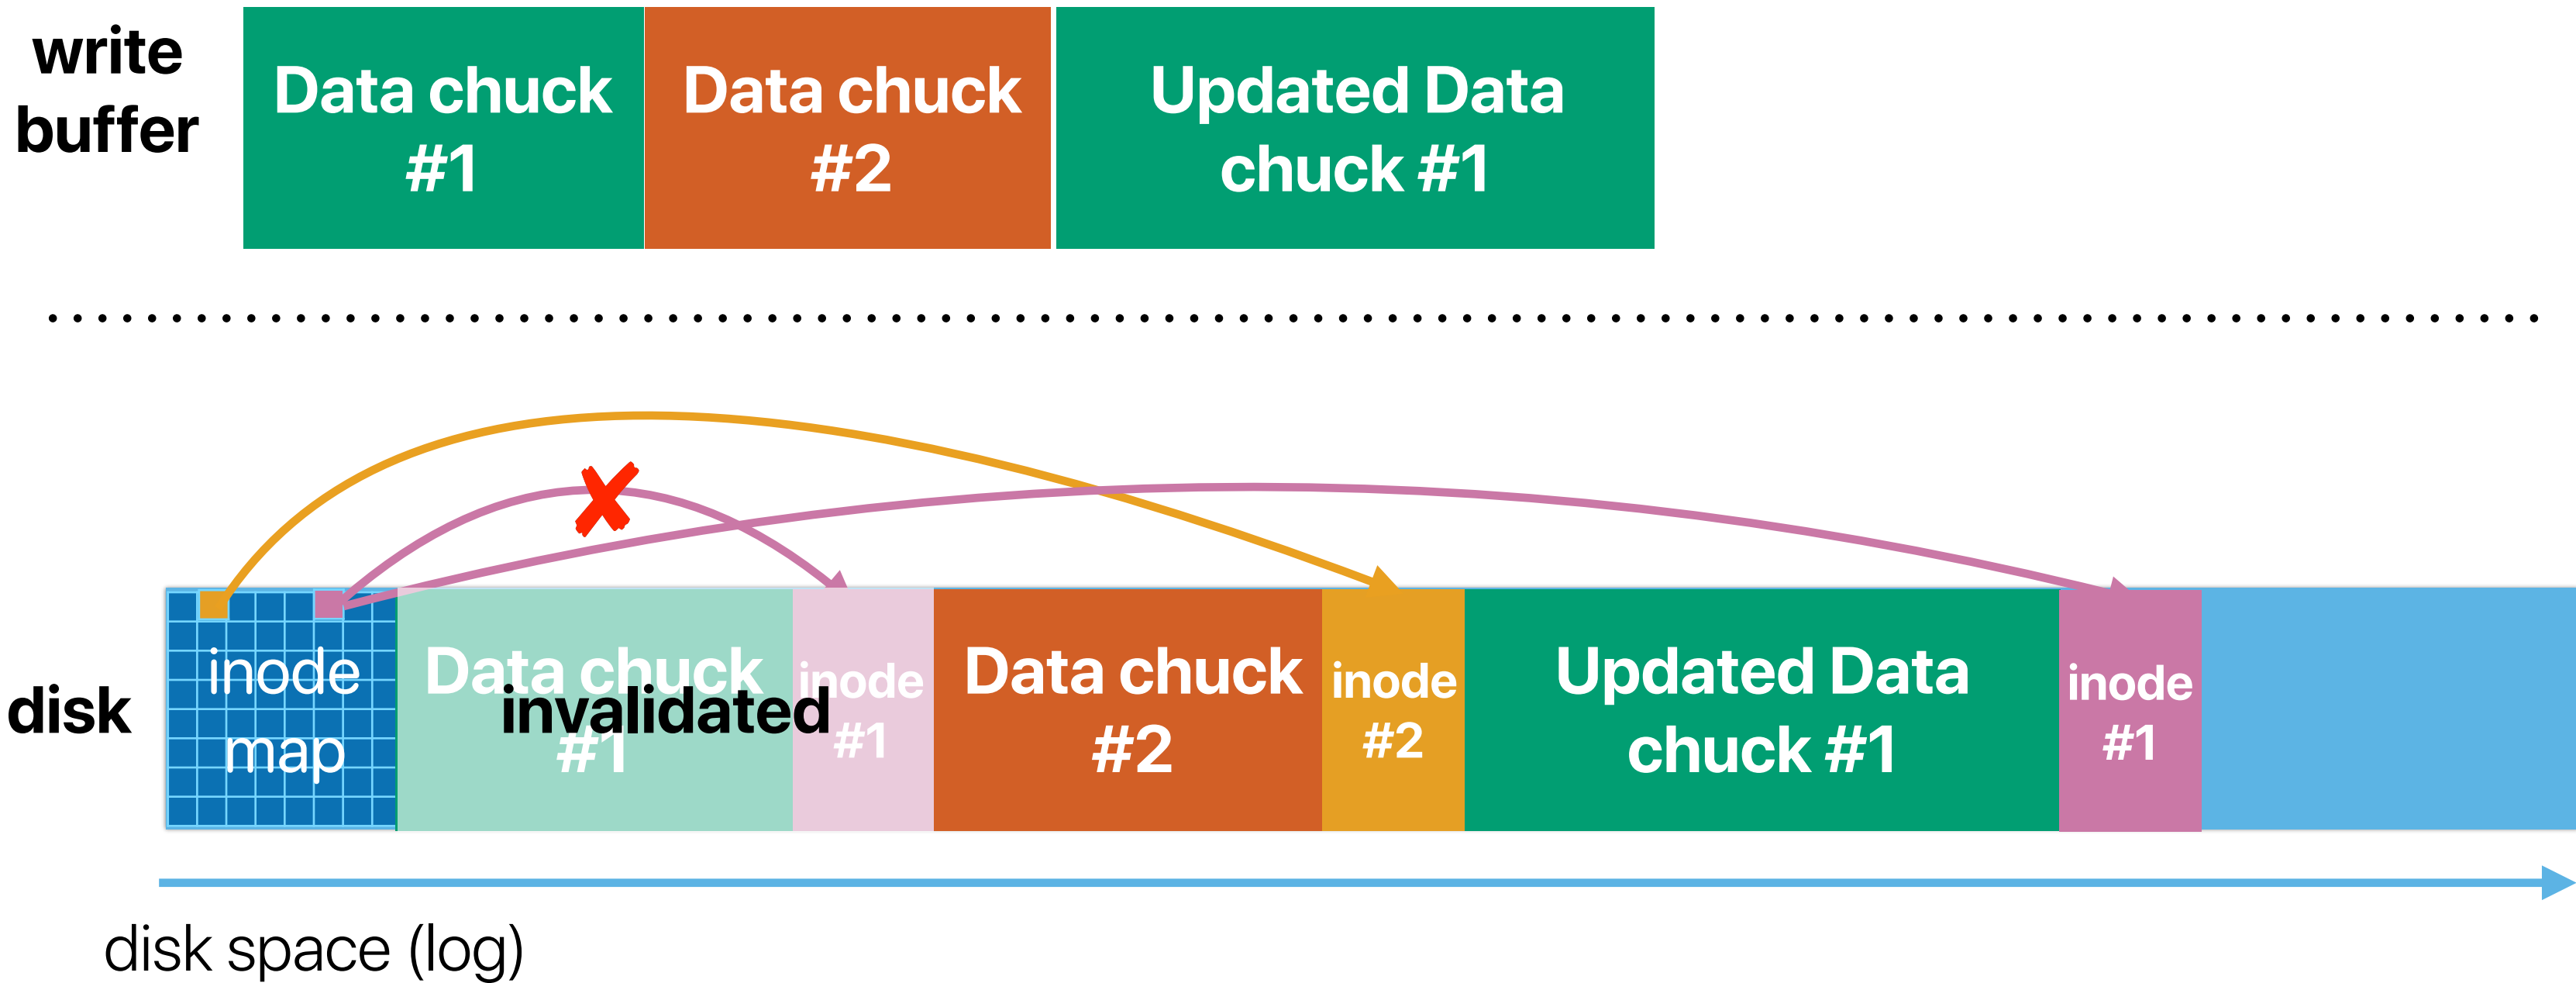 write
buffer
Data chuck
#1
Data chuck
#2
Updated Data
chuck #1
disk
inode
map
Data chuck
#1
invalidated
inode
#1
Data chuck
#2
inode
#2
Updated Data
chuck #1
inode
#1
disk space (log)